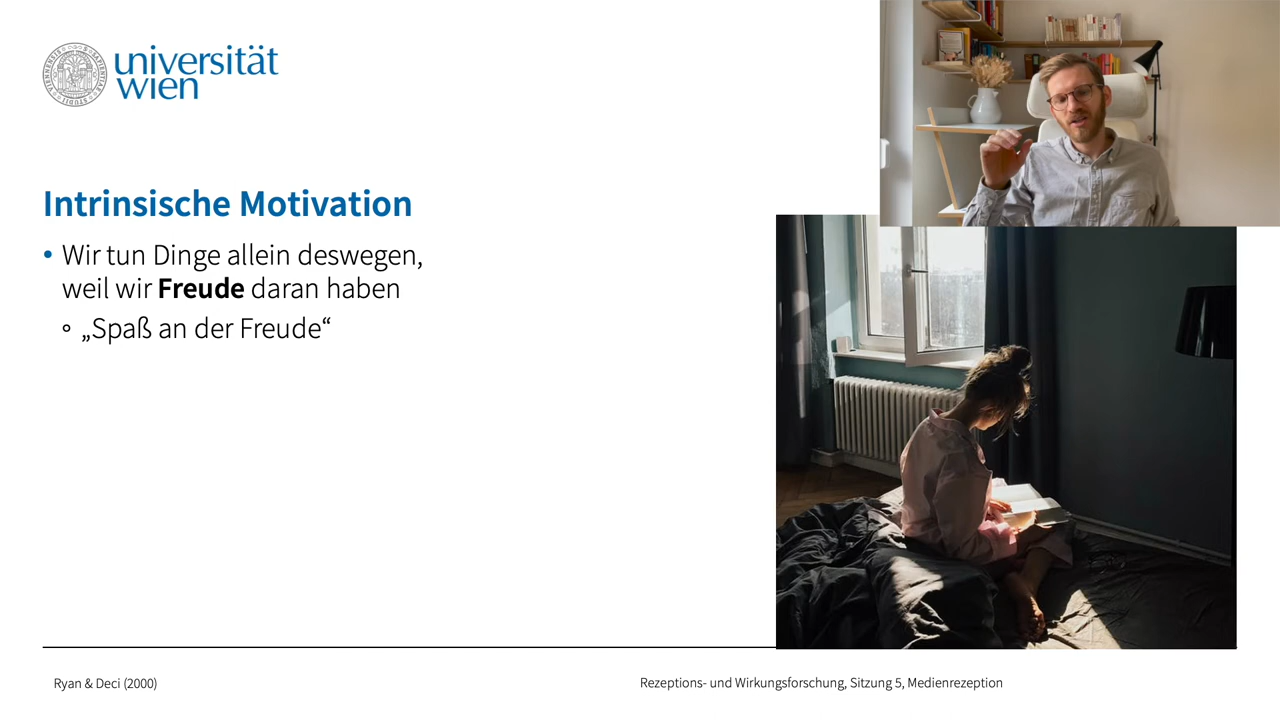 universität
wien
Intrinsische Motivation
• Wir tun Dinge allein deswegen,
weil wir Freude daran haben
◦ „Spaß an der Freude“
Ryan & Deci (2000)
Rezeptions- und Wirkungsforschung, Sitzung 5, Medienrezeption